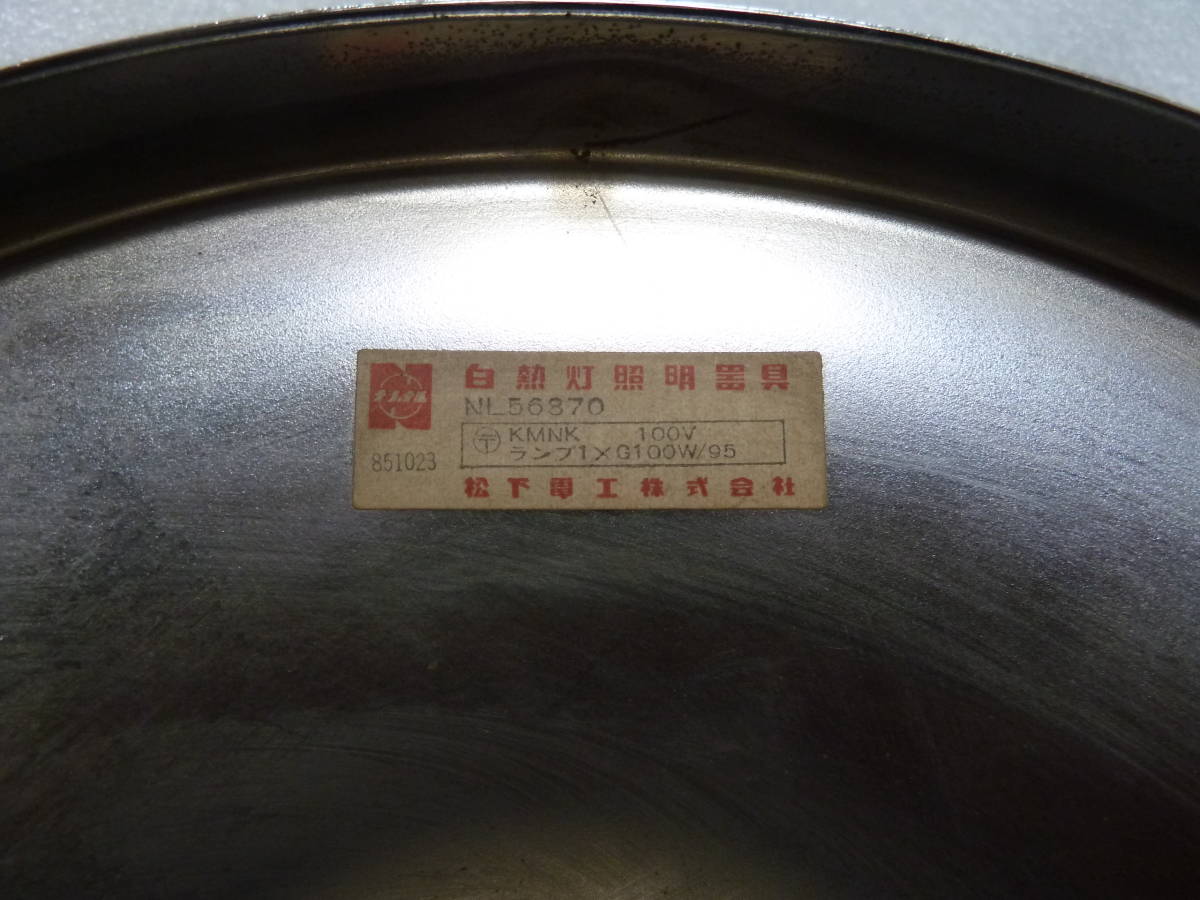 白熱灯照明器具
NL56870
〒 KMNK 100V
ランプ1×G100W/95
851023
松下電工株式会社